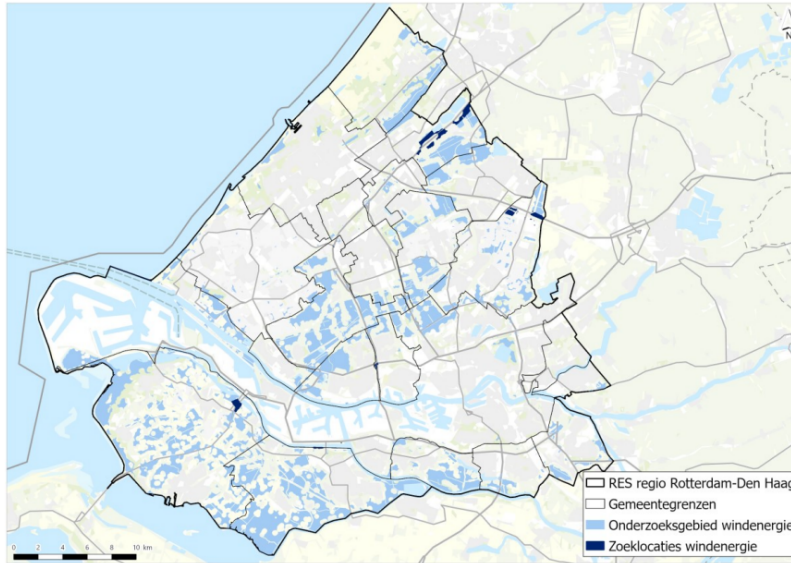 N
RES regio Rotterdam-Den Haag
Gemeentegrenzen
Onderzoeksgebied windenergie
Zoeklocaties windenergie
0 2 4 6 8 10 km